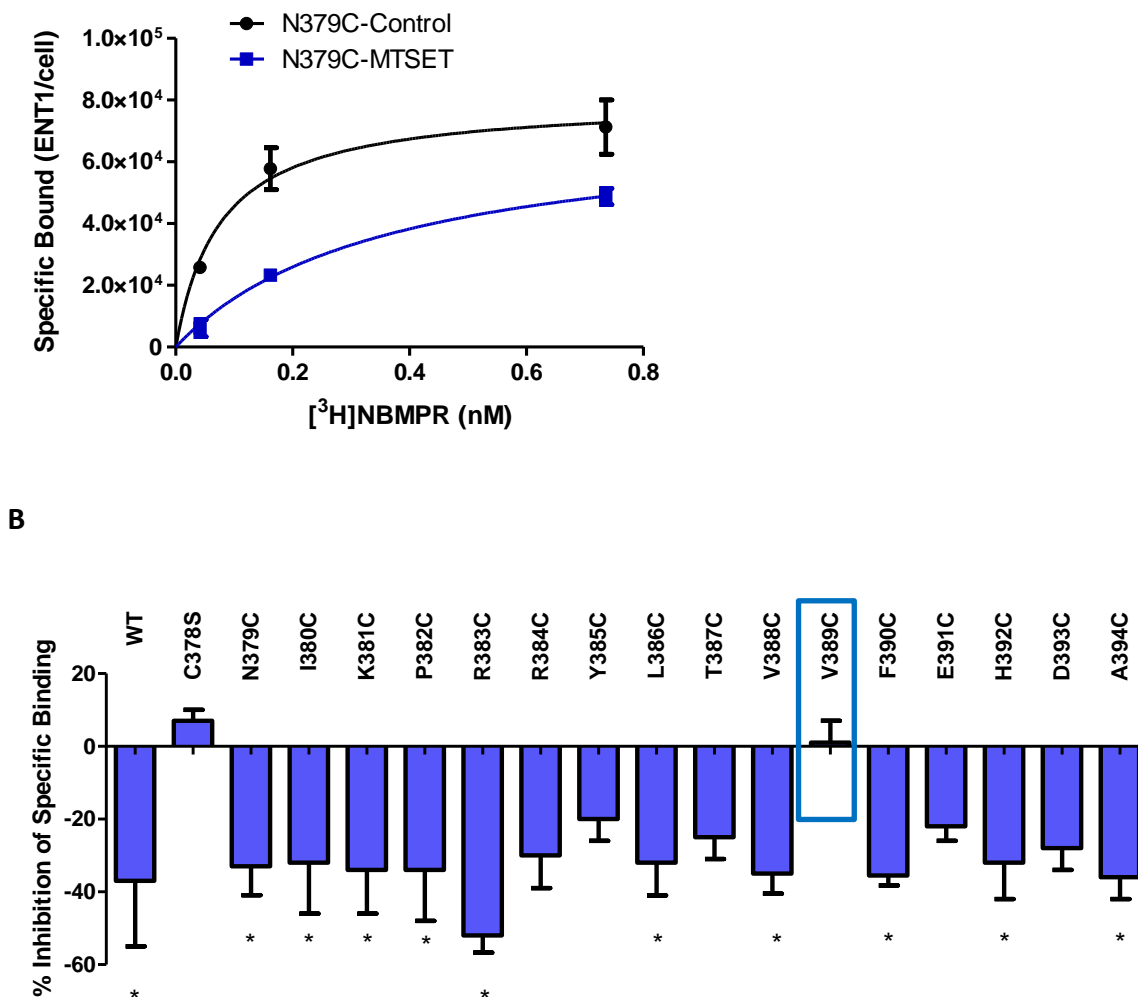 N379C-Control
N379C-MTSET
1.0×10⁵
8.0×10⁴
6.0×10⁴
4.0×10⁴
2.0×10⁴
0
0.0 0.2 0.4 0.6 0.8
Specific Bound (ENT1/cell)
[³H]NBMPR (nM)
B
WT C378S N379C I380C K381C P382C R383C R384C Y385C L386C T387C V388C V389C F390C E391C H392C D393C A394C
20
0
-20
-40
-60
% Inhibition of Specific Binding
* * * * * * * * *
* *